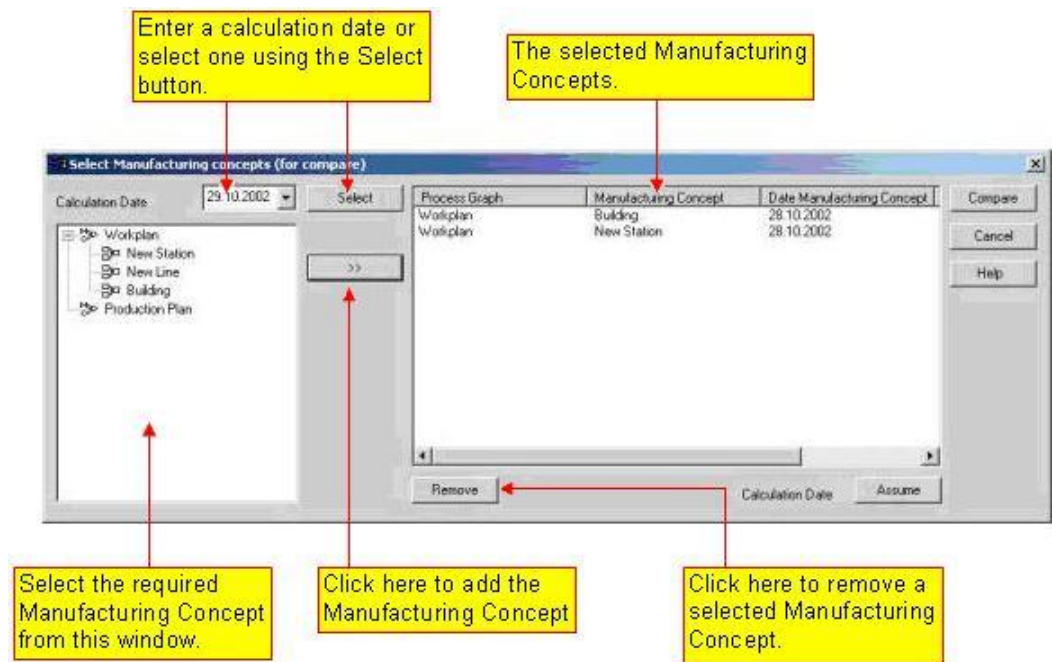 Enter a calculation date or
select one using the Select
button.
The selected Manufacturing
Concepts.
Select Manufacturing concepts (for compare)
Calculation Date
29.10.2002
Select
Process Graph Manufacturing Concept Date Manufacturing Concept
Compare
Workplan Building 28.10.2002
Workplan New Station 28.10.2002
Cancel
Help
Workplan
New Station
New Line
Building
Production Plan
>>
Remove
Calculation Date
Assume
Select the required
Manufacturing Concept
from this window.
Click here to add the
Manufacturing Concept
Click here to remove a
selected Manufacturing
Concept.